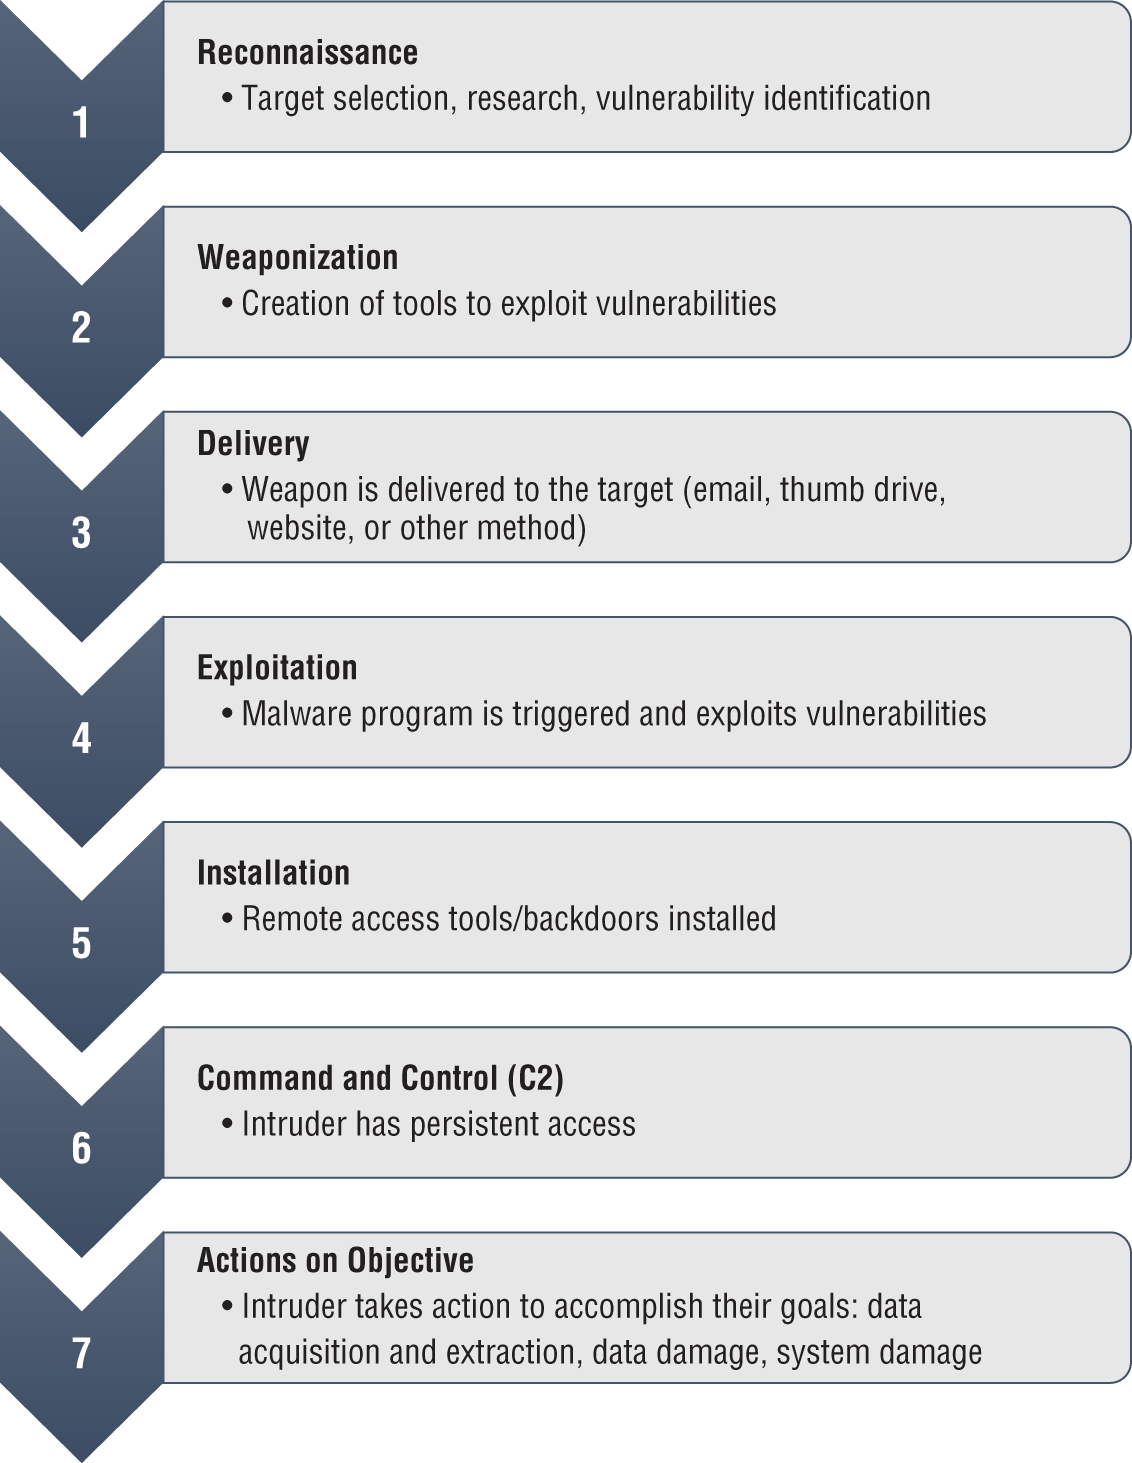 1
Reconnaissance
• Target selection, research, vulnerability identification
2
Weaponization
• Creation of tools to exploit vulnerabilities
3
Delivery
• Weapon is delivered to the target (email, thumb drive,
website, or other method)
4
Exploitation
• Malware program is triggered and exploits vulnerabilities
5
Installation
• Remote access tools/backdoors installed
6
Command and Control (C2)
• Intruder has persistent access
7
Actions on Objective
• Intruder takes action to accomplish their goals: data
acquisition and extraction, data damage, system damage